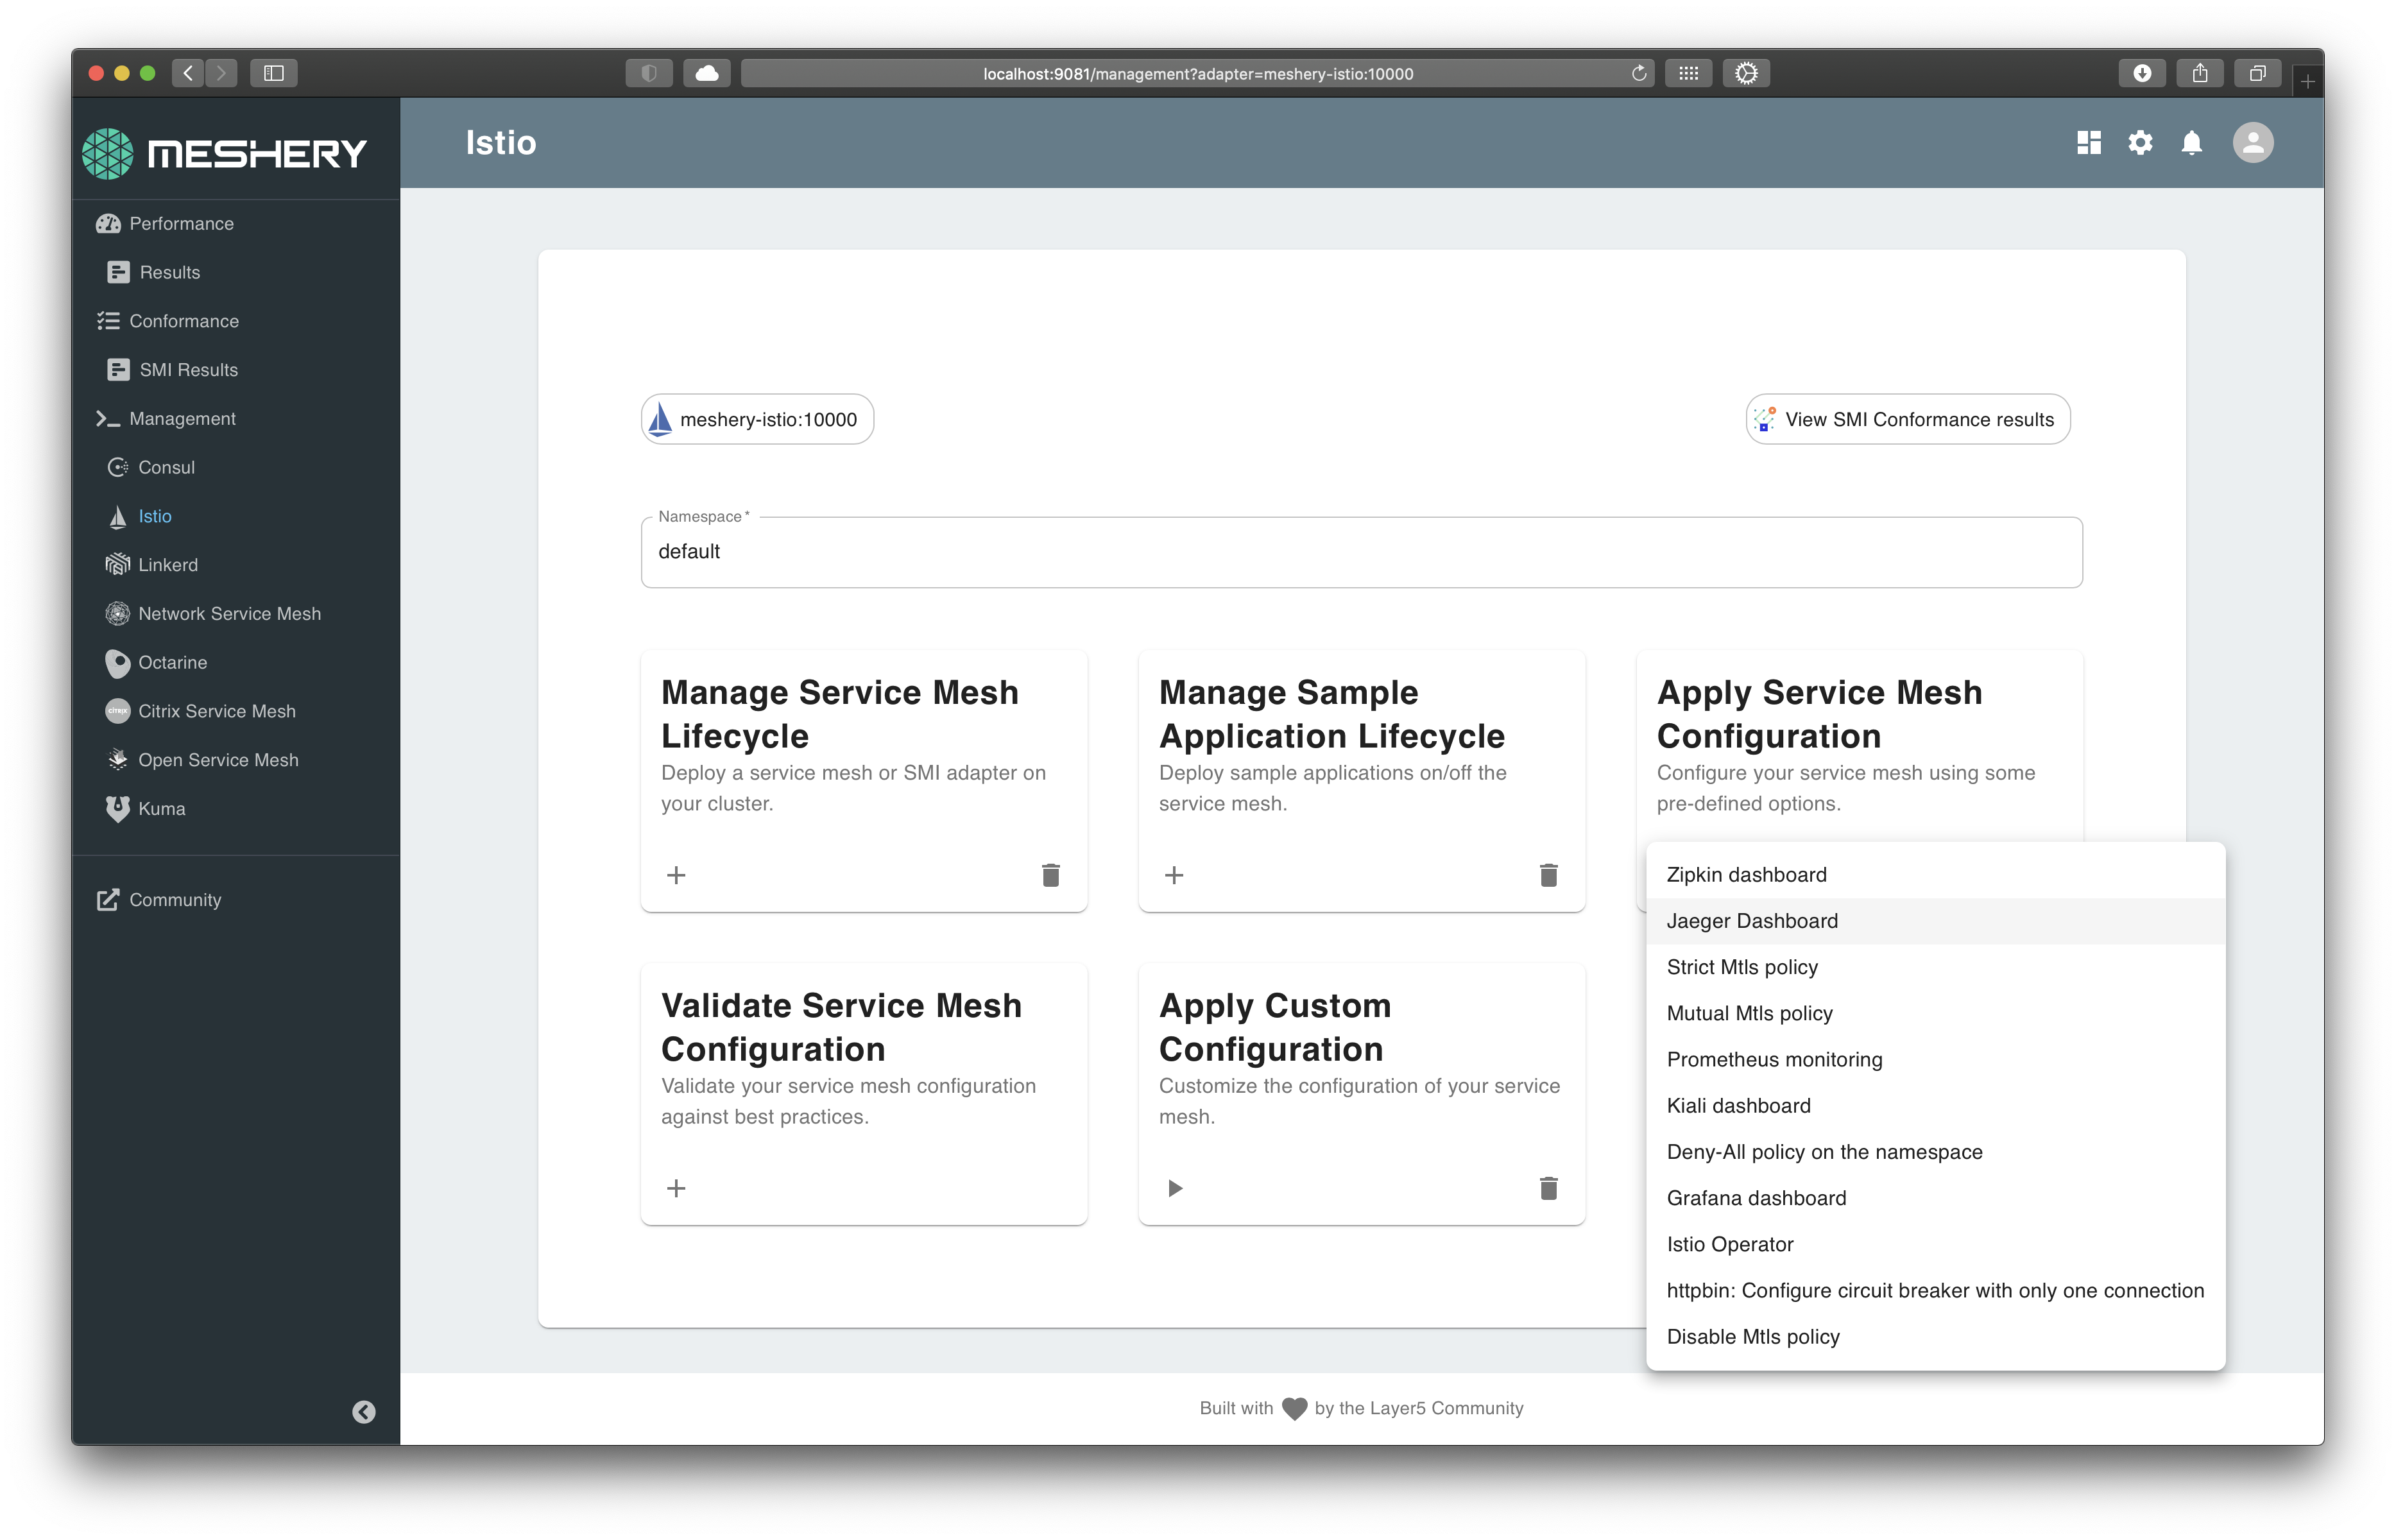 localhost:9081/management?adapter=meshery-istio:10000
MESHERY
Istio
Performance
Results
Conformance
SMI Results
Management
Consul
Istio
Linkerd
Network Service Mesh
Octarine
CITRIX
Citrix Service Mesh
Open Service Mesh
Kuma
Community
meshery-istio:10000
View SMI Conformance results
Namespace *
default
Manage Service Mesh
Lifecycle
Deploy a service mesh or SMI adapter on
your cluster.
Manage Sample
Application Lifecycle
Deploy sample applications on/off the
service mesh.
Apply Service Mesh
Configuration
Configure your service mesh using some
pre-defined options.
Validate Service Mesh
Configuration
Validate your service mesh configuration
against best practices.
Apply Custom
Configuration
Customize the configuration of your service
mesh.
Zipkin dashboard
Jaeger Dashboard
Strict Mtls policy
Mutual Mtls policy
Prometheus monitoring
Kiali dashboard
Deny-All policy on the namespace
Grafana dashboard
Istio Operator
httpbin: Configure circuit breaker with only one connection
Disable Mtls policy
Built with by the Layer5 Community